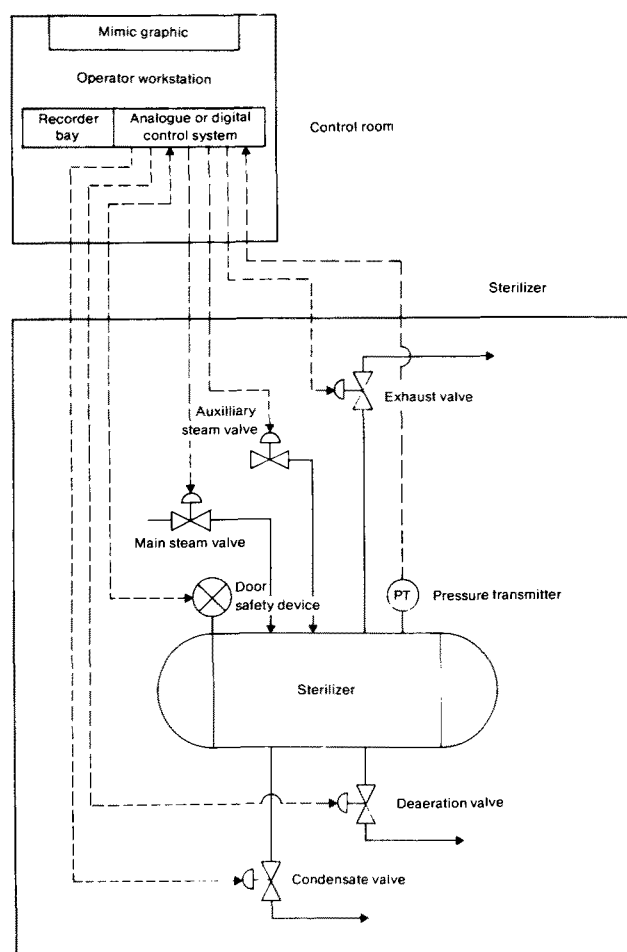 Mimic graphic
Operator workstation
Recorder
bay
Analogue or digital
control system
Control room
Sterilizer
Exhaust valve
Auxilliary
steam valve
Main steam valve
Door
safety device
PT
Pressure transmitter
Sterilizer
Deaeration valve
Condensate valve